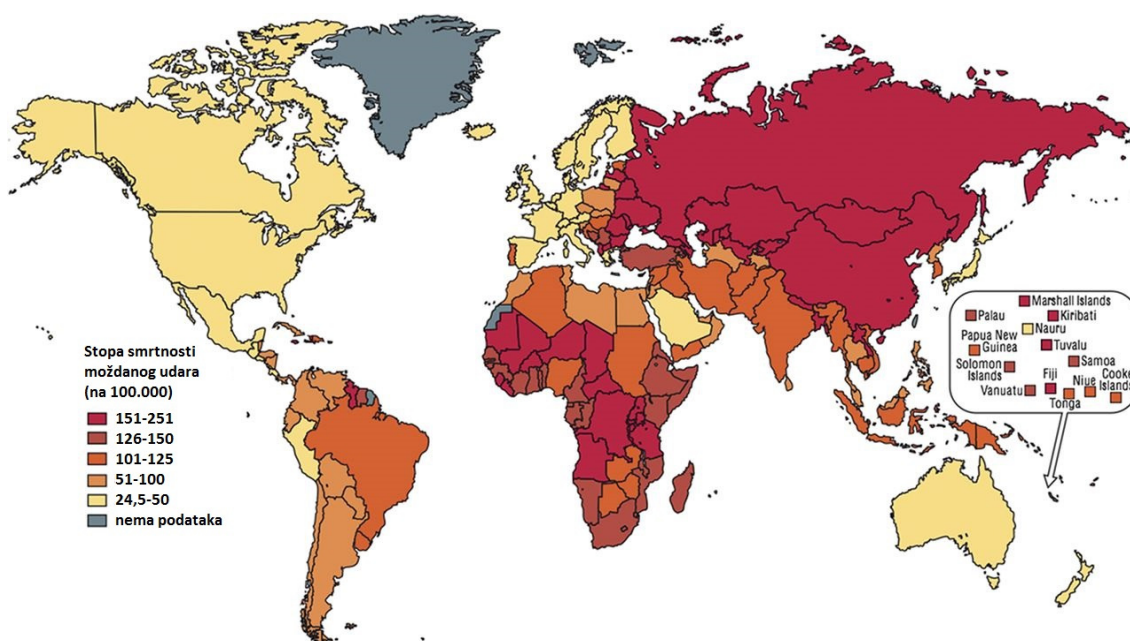 Stopa smrtnosti
moždanog udara
(na 100.000)
151-251
126-150
101-125
51-100
24,5-50
nema podataka
Marshall Islands
Palau
Kiribati
Nauru
Papua New
Guinea
Tuvalu
Samoa
Solomon
Islands
Fiji
Niue
Cooke
Islands
Vanuatu
Tonga